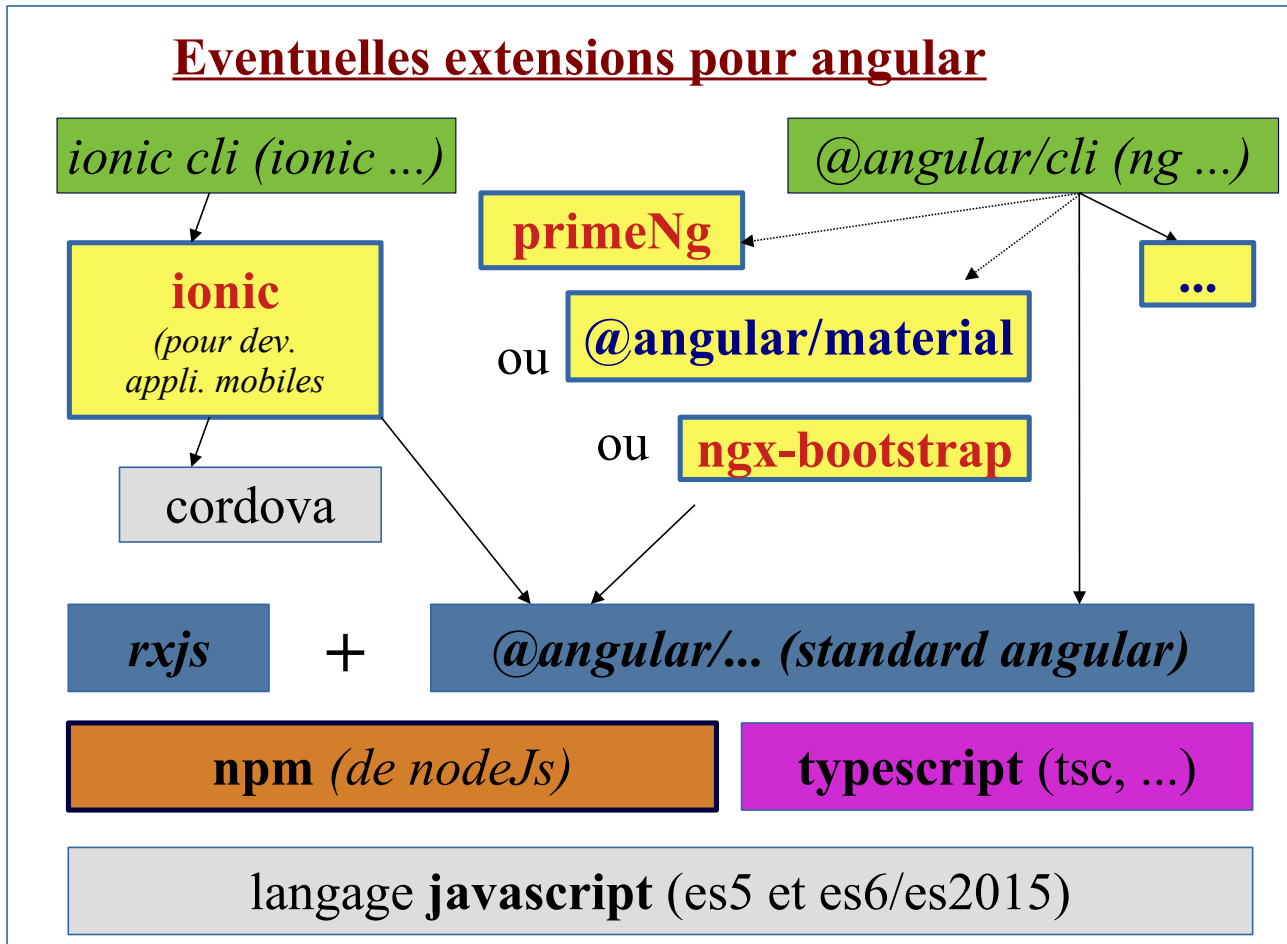 Eventuelles extensions pour angular
ionic cli (ionic ...)
@angular/cli (ng ...)
primeNg
...
ionic
(pour dev.
appli. mobiles
ou
@angular/material
ou
ngx-bootstrap
cordova
rxjs
+
@angular/... (standard angular)
npm (de nodeJs)
typescript (tsc, ...)
langage javascript (es5 et es6/es2015)